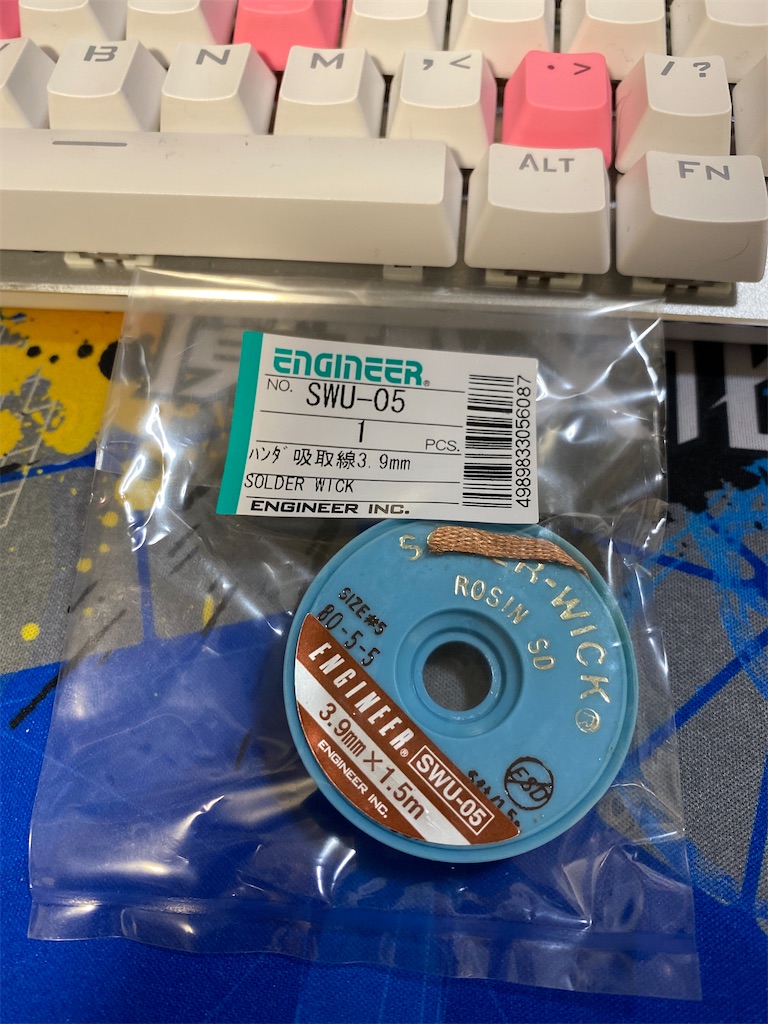 B N M , < . > / ?
ALT FN
ENGINEER®
NO. SWU-05
1 PCS.
ハンダ吸取線3.9mm
SOLDER WICK
ENGINEER INC.
4989833056087
ER-WICK®
ROSIN SD
SIZE#5
80-5-5
ENGINEER®
SWU-05
3.9mm×1.5m
ENGINEER INC.
ESD